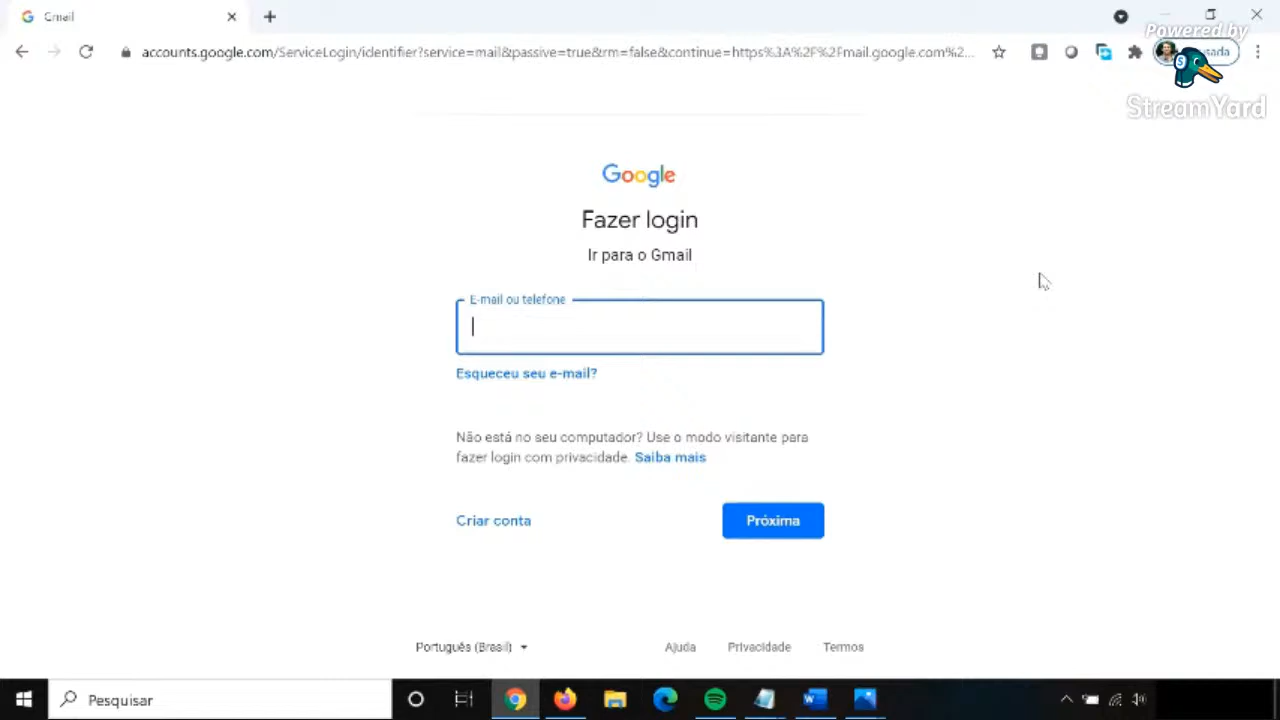 Gmail
Powered by
accounts.google.com/ServiceLogin/identifier?service=mail&passive=true&rm=false&continue=https%3A%2F%2Fmail.google.com%2...
StreamYard
Google
Fazer login
Ir para o Gmail
E-mail ou telefone
Esqueceu seu e-mail?
Não está no seu computador? Use o modo visitante para
fazer login com privacidade. Saiba mais
Criar conta
Próxima
Português (Brasil)
Ajuda
Privacidade
Termos
Pesquisar